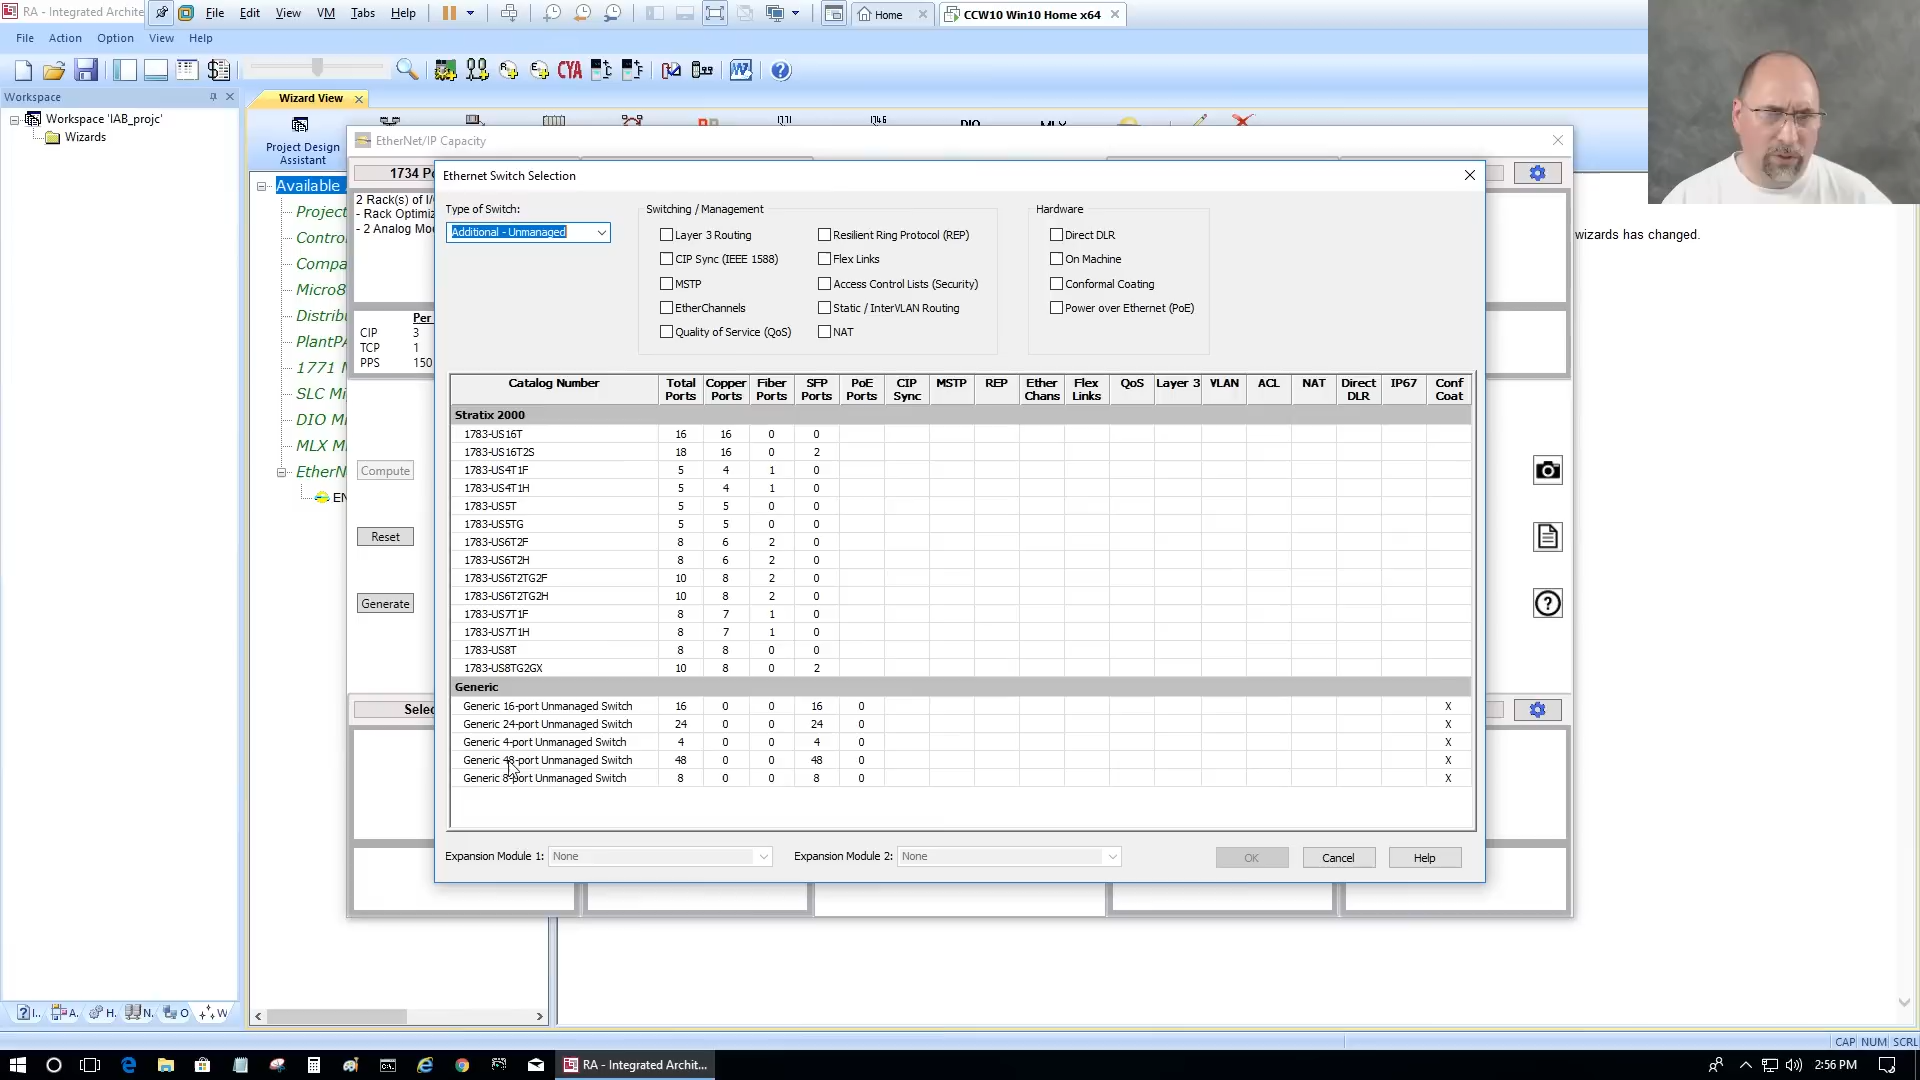 RA - Integrated Archite
File Edit View VM Tabs Help
Home
CCW10 Win10 Home x64
File Action Option View Help
CYA
Workspace
Wizard View
Workspace 'IAB_projc'
Wizards
Project Design
Assistant
1771
1746
DIO
MLX
EtherNet/IP Capacity
Available
Project
Contro
Compa
Micro8
Distrib
PlantPA
1771 M
SLC Mi
DIO M
MLX M
EtherN
EN
1734 Po
2 Rack(s) of I/
- Rack Optimiz
- 2 Analog Mo
Per
CIP 3
TCP 1
PPS 150
Compute
Reset
Generate
Selec
wizards has changed.
Ethernet Switch Selection
Type of Switch:
Additional - Unmanaged
Switching / Management
Layer 3 Routing
CIP Sync (IEEE 1588)
MSTP
EtherChannels
Quality of Service (QoS)
Resilient Ring Protocol (REP)
Flex Links
Access Control Lists (Security)
Static / InterVLAN Routing
NAT
Hardware
Direct DLR
On Machine
Conformal Coating
Power over Ethernet (PoE)
Catalog Number Total Ports Copper Ports Fiber Ports SFP Ports PoE Ports CIP Sync MSTP REP Ether Chans Flex Links QoS Layer 3 VLAN ACL NAT Direct DLR IP67 Conf Coat
Stratix 2000
1783-US16T 16 16 0 0
1783-US16T2S 18 16 0 2
1783-US4T1F 5 4 1 0
1783-US4T1H 5 4 1 0
1783-US5T 5 5 0 0
1783-US5TG 5 5 0 0
1783-US6T2F 8 6 2 0
1783-US6T2H 8 6 2 0
1783-US6T2TG2F 10 8 2 0
1783-US6T2TG2H 10 8 2 0
1783-US7T1F 8 7 1 0
1783-US7T1H 8 7 1 0
1783-US8T 8 8 0 0
1783-US8TG2GX 10 8 0 2
Generic
Generic 16-port Unmanaged Switch 16 0 0 16 0 X
Generic 24-port Unmanaged Switch 24 0 0 24 0 X
Generic 4-port Unmanaged Switch 4 0 0 4 0 X
Generic 48-port Unmanaged Switch 48 0 0 48 0 X
Generic 8-port Unmanaged Switch 8 0 0 8 0 X
Expansion Module 1: None
Expansion Module 2: None
OK Cancel Help
I.. A. H. N. O W
CAP NUM SCRL
RA - Integrated Archit...
2:56 PM